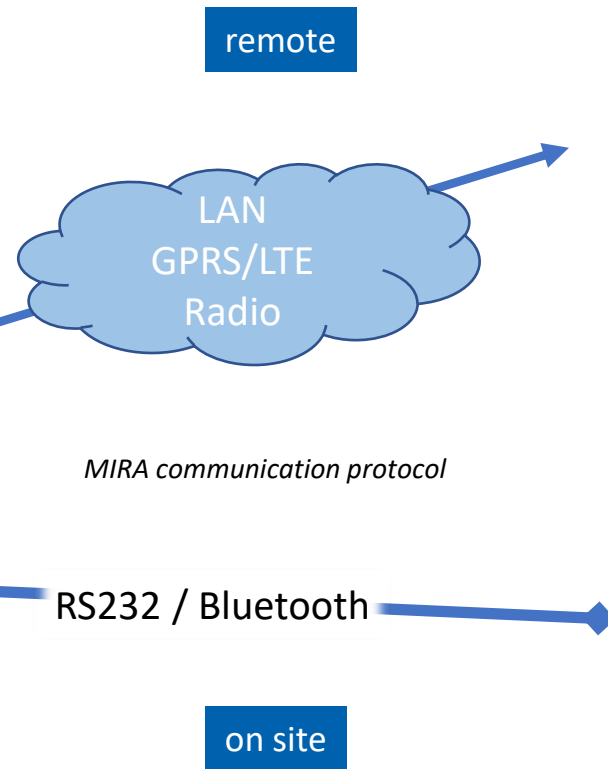 remote
LAN
GPRS/LTE
Radio
MIRA communication protocol
RS232 / Bluetooth
on site